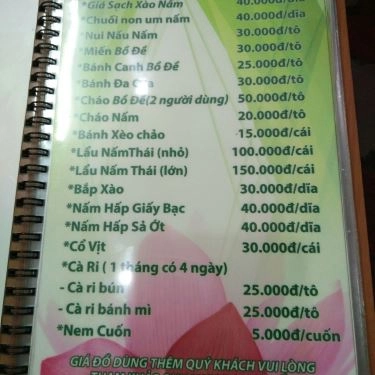 *Giá Sạch Xào Nấm 40.000đ/dĩa
*Chuối non um nấm 40.000đ/dĩa
*Nui Nấu Nấm 30.000đ/tô
*Miến Bồ Đề 30.000đ/tô
*Bánh Canh Bồ Đề 25.000đ/tô
*Bánh Đa Cua 30.000đ/tô
*Cháo Bồ Đề(2 người dùng) 50.000đ/tô
*Cháo Nấm 20.000đ/tô
*Bánh Xèo chảo 15.000đ/cái
*Lẩu NấmThái (nhỏ) 100.000đ/cái
*Lẩu Nấm Thái (lớn) 150.000đ/cái
*Bắp Xào 30.000đ/dĩa
*Nấm Hấp Giấy Bạc 40.000đ/dĩa
*Nấm Hấp Sả Ớt 40.000đ/dĩa
*Cổ Vịt 30.000đ/cái
*Cà Ri ( 1 tháng có 4 ngày)
- Cà ri bún 25.000đ/tô
- Cà ri bánh mì 25.000đ/tô
*Nem Cuốn 5.000đ/cuốn
GIÁ ĐỒ DÙNG THÊM QUÝ KHÁCH VUI LÒNG